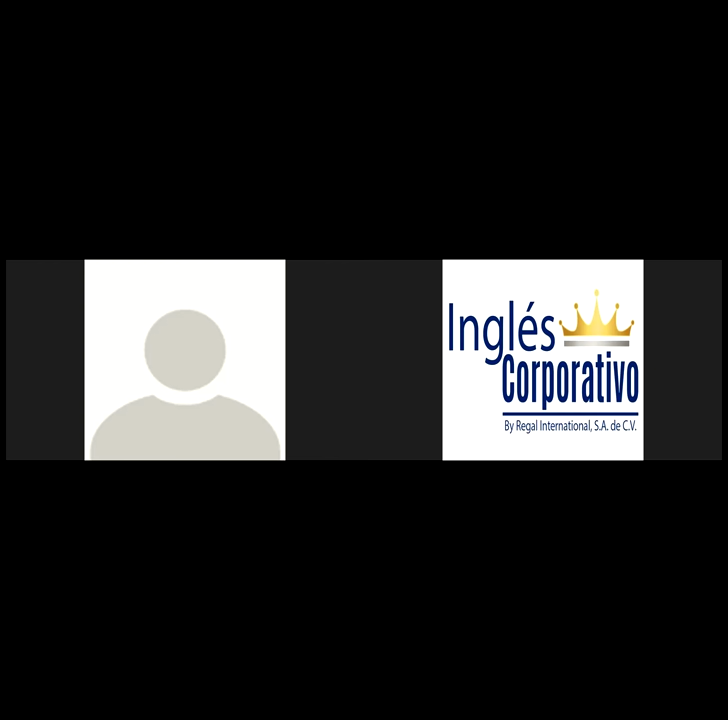 Inglés
Corporativo
By Regal International, S.A. de C.V.